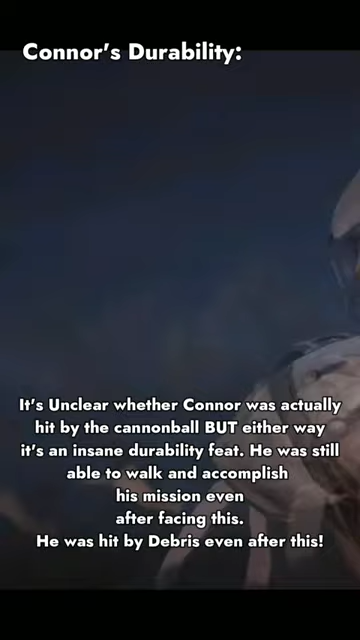 Connor's Durability:
It's Unclear whether Connor was actually
hit by the cannonball BUT either way
it's an insane durability feat. He was still
able to walk and accomplish
his mission even
after facing this.
He was hit by Debris even after this!